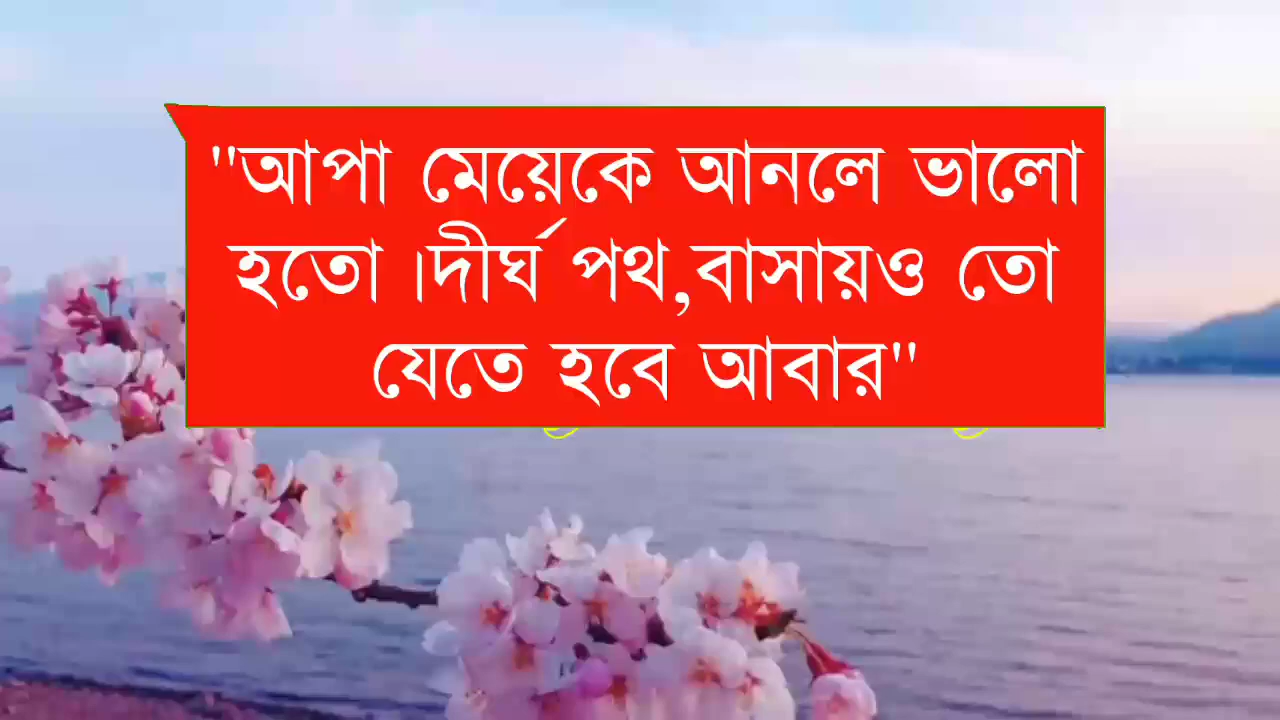 "আপা মেয়েকে আনলে ভালো
হতো।দীর্ঘ পথ,বাসায়ও তো
যেতে হবে আবার"